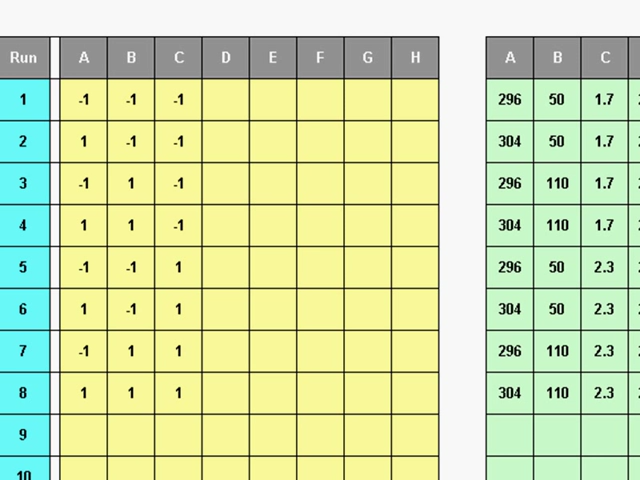 Run A B C D E F G H A B C
1 -1 -1 -1 296 50 1.7
2 1 -1 -1 304 50 1.7
3 -1 1 -1 296 110 1.7
4 1 1 -1 304 110 1.7
5 -1 -1 1 296 50 2.3
6 1 -1 1 304 50 2.3
7 -1 1 1 296 110 2.3
8 1 1 1 304 110 2.3
9
10